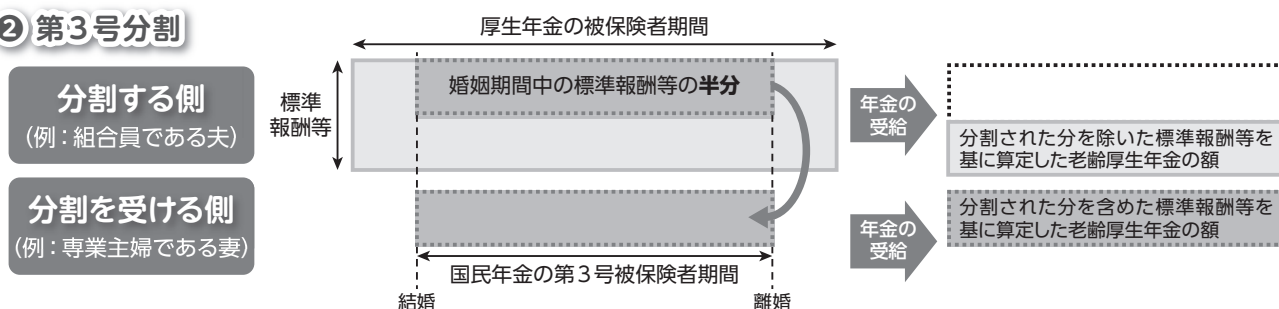 ❷ 第3号分割
厚生年金の被保険者期間
分割する側
(例：組合員である夫)
標準
報酬等
婚姻期間中の標準報酬等の半分
年金の
受給
分割された分を除いた標準報酬等を
基に算定した老齢厚生年金の額
分割を受ける側
(例：専業主婦である妻)
年金の
受給
分割された分を含めた標準報酬等を
基に算定した老齢厚生年金の額
国民年金の第3号被保険者期間
結婚
離婚